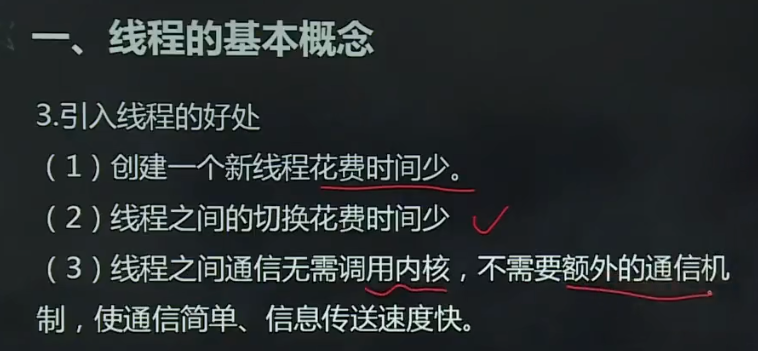 一、线程的基本概念
3.引入线程的好处
（1）创建一个新线程花费时间少。
（2）线程之间的切换花费时间少
（3）线程之间通信无需调用内核，不需要额外的通信机
制，使通信简单、信息传送速度快。